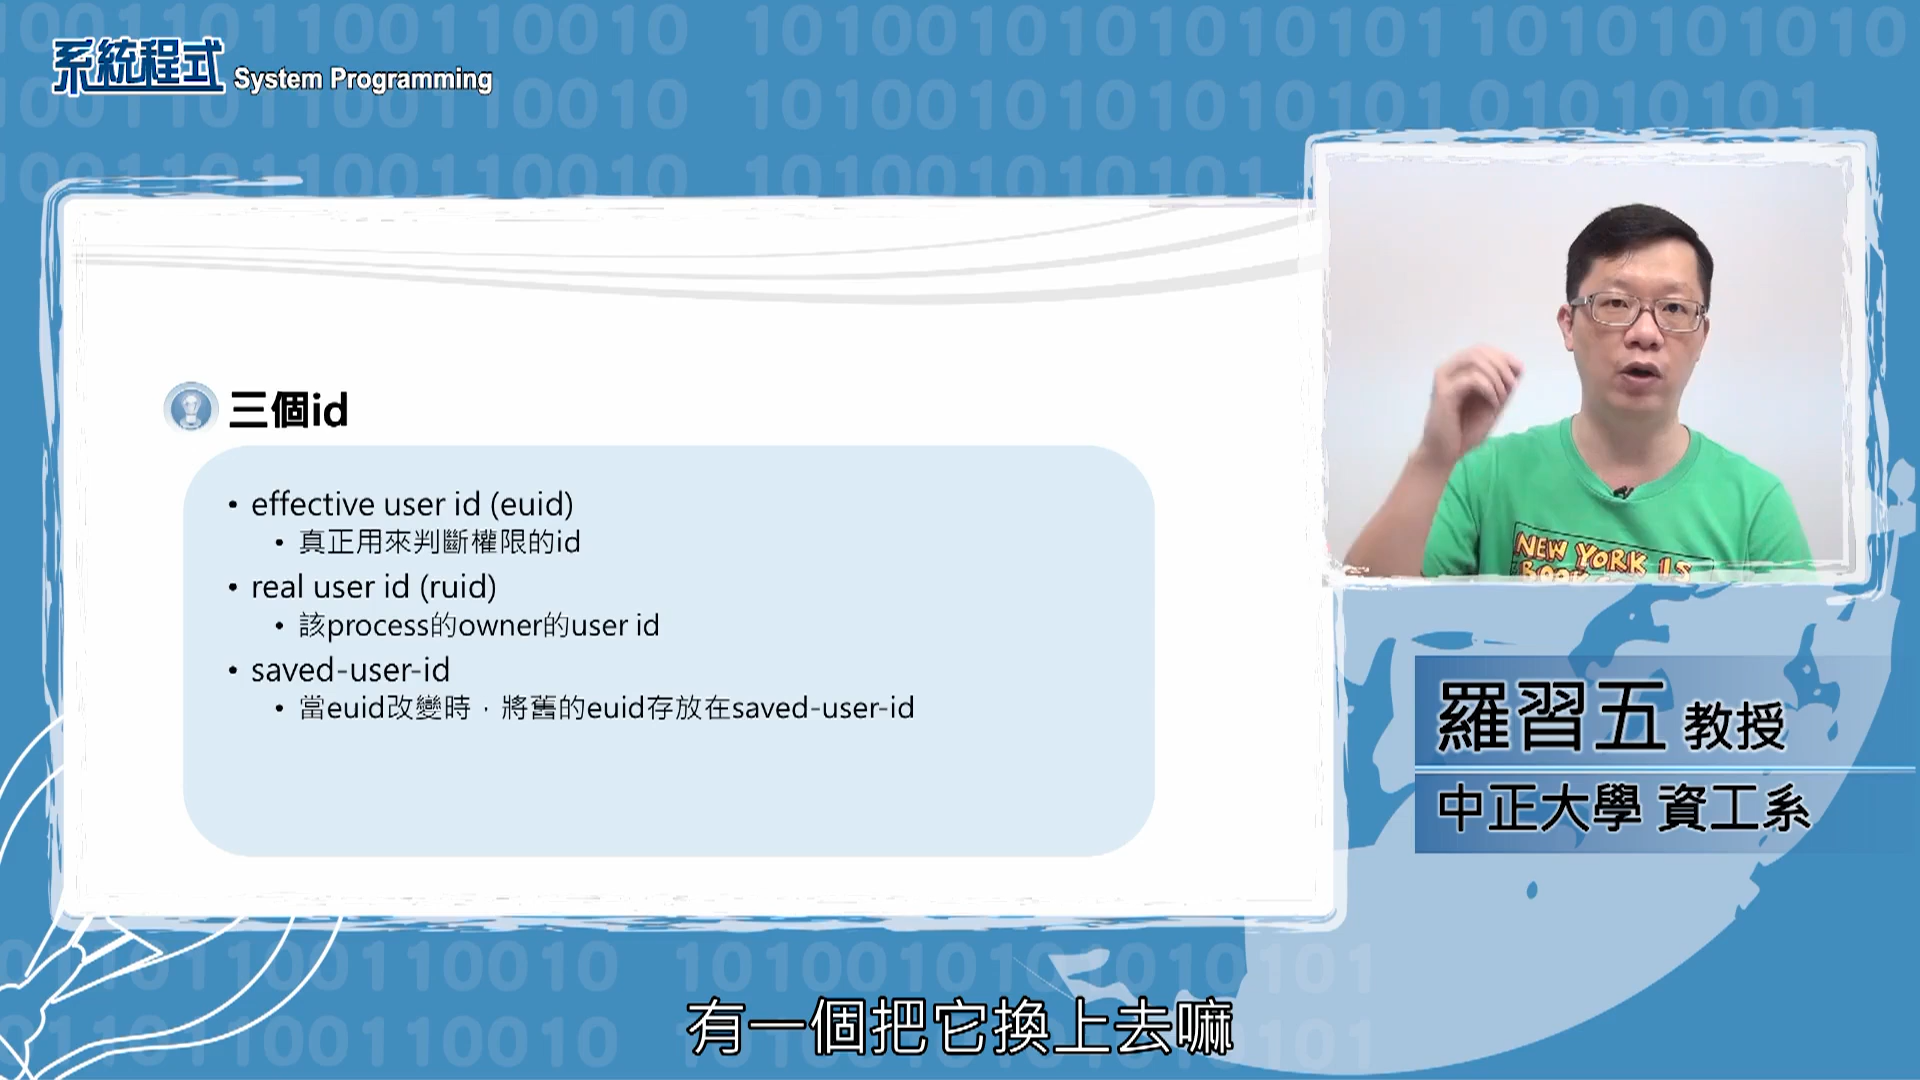 系統程式 System Programming
三個id
• effective user id (euid)
• 真正用來判斷權限的id
• real user id (ruid)
• 該process的owner的user id
• saved-user-id
• 當euid改變時，將舊的euid存放在saved-user-id
NEW YORK IS
羅習五 教授
中正大學 資工系
有一個把它換上去嘛